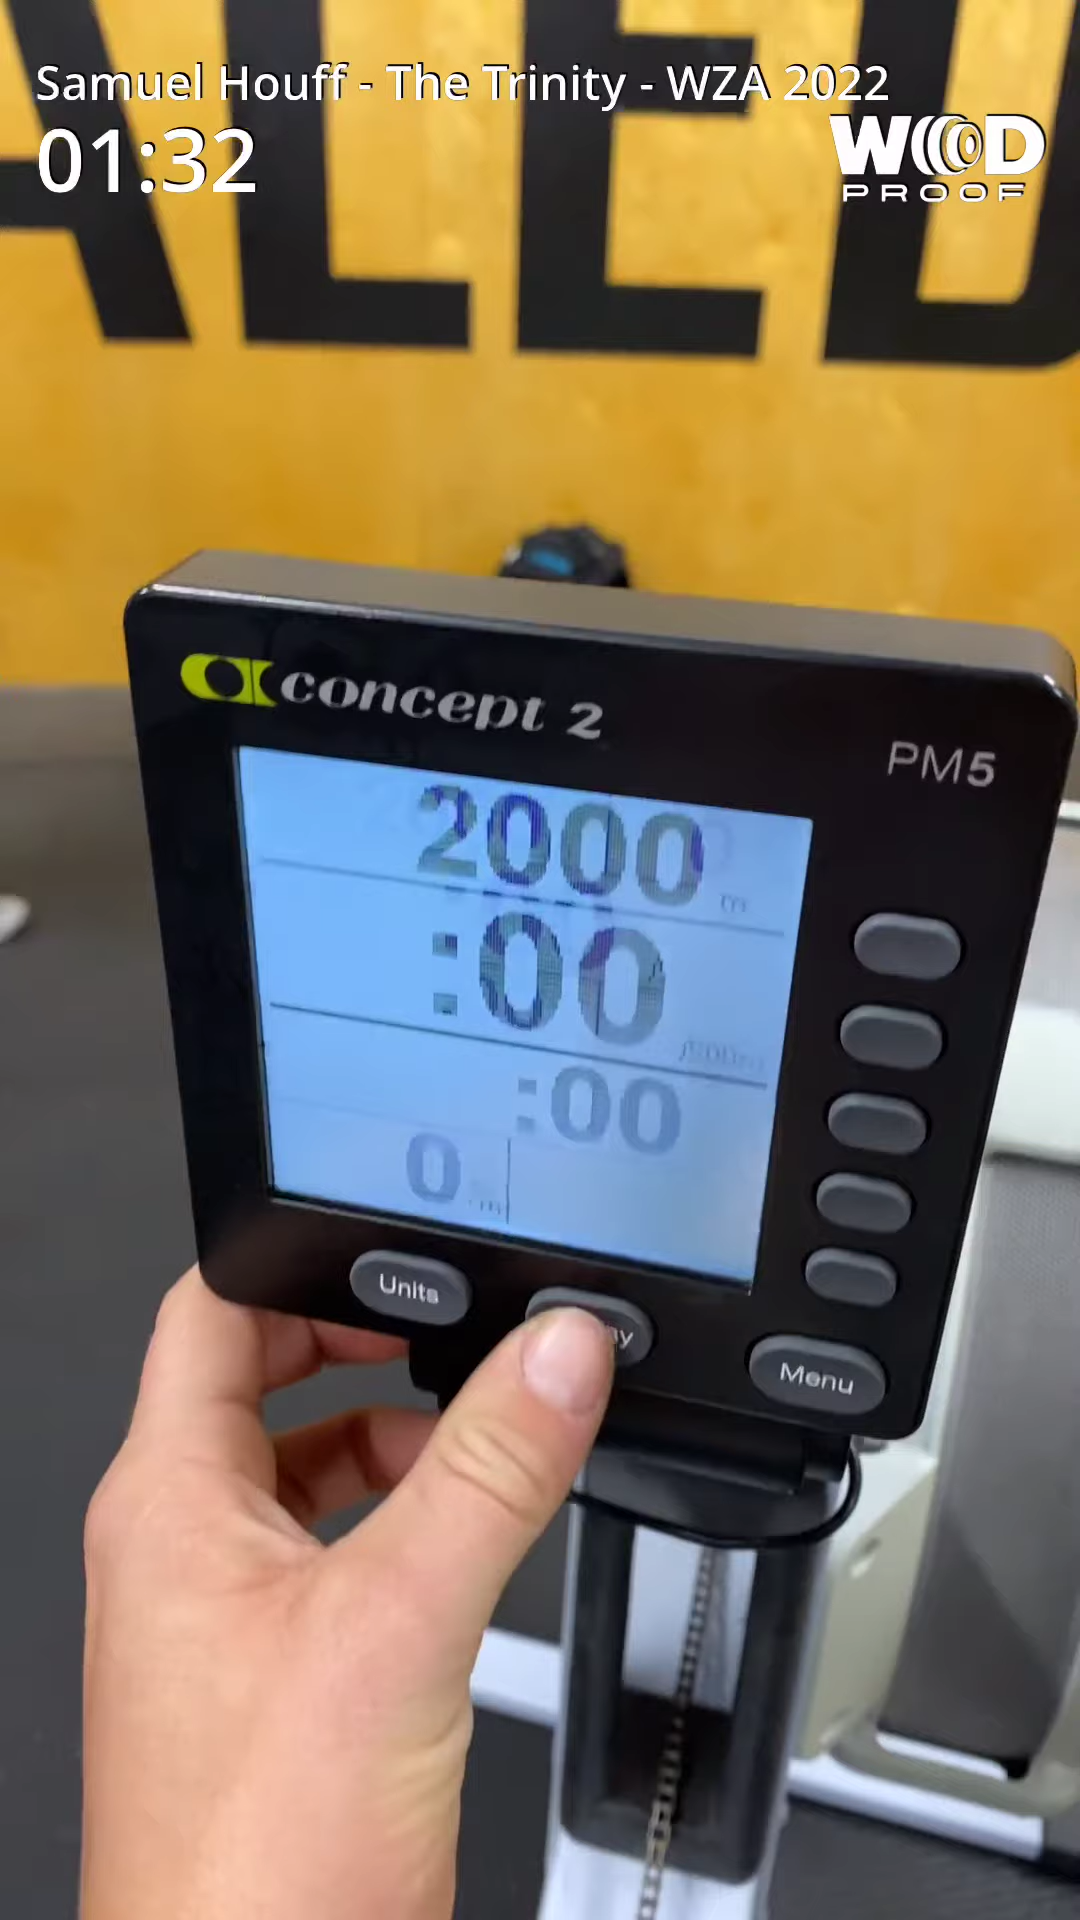 Samuel Houff - The Trinity - WZA 2022
01:32
WOD
PROOF
ALED
concept 2
PM5
2000 m
:00
:00
0 m
Units
Menu